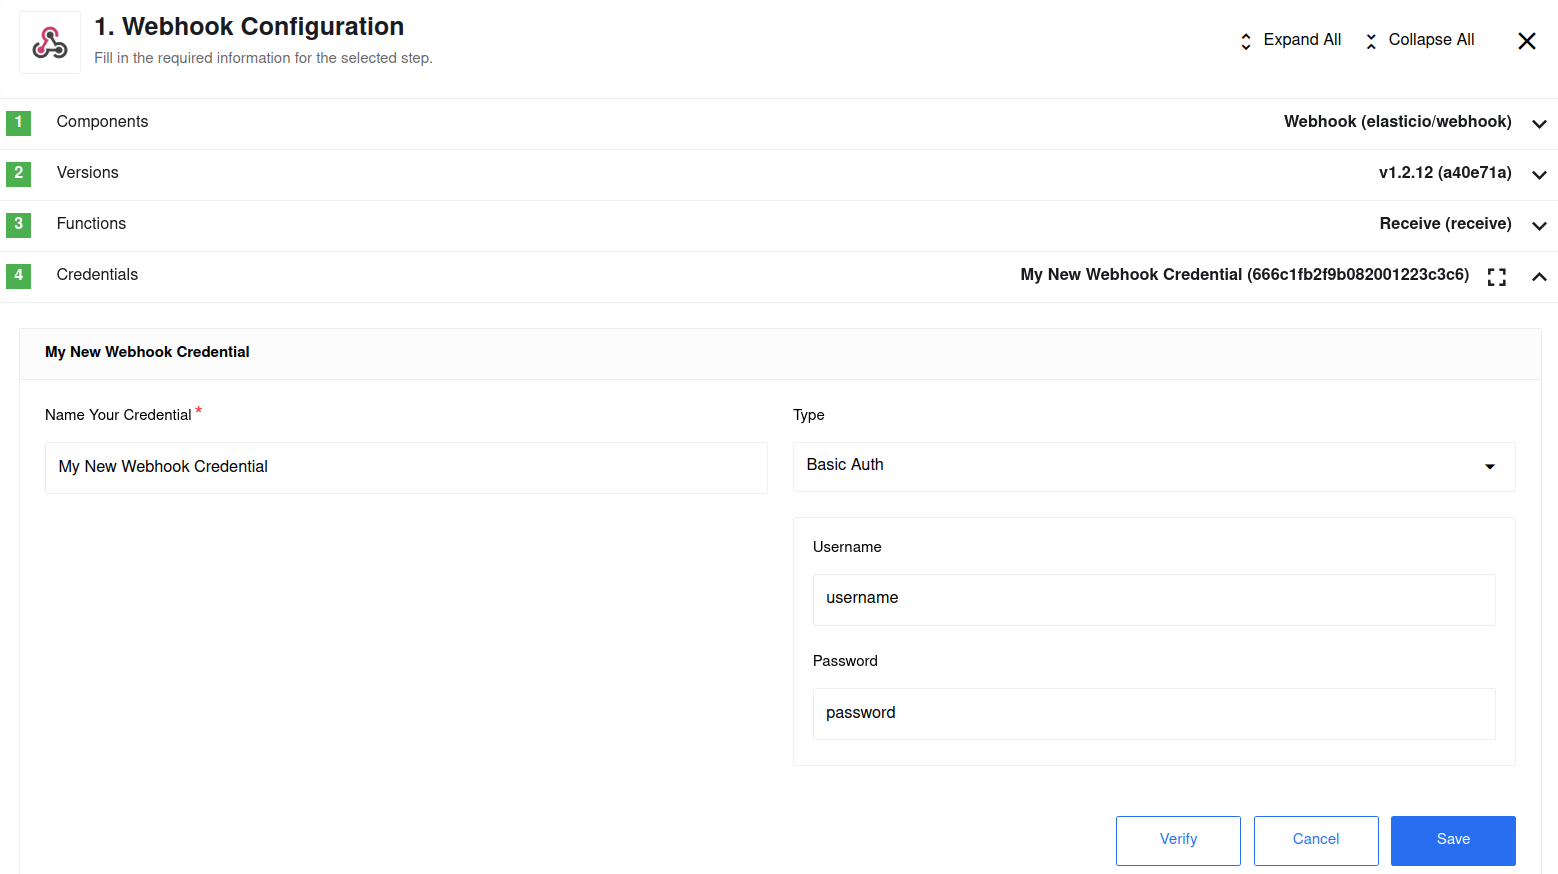 1. Webhook Configuration
Fill in the required information for the selected step.
Expand All
Collapse All
1 Components Webhook (elasticio/webhook)
2 Versions v1.2.12 (a40e71a)
3 Functions Receive (receive)
4 Credentials My New Webhook Credential (666c1fb2f9b082001223c3c6)
My New Webhook Credential
Name Your Credential *
My New Webhook Credential
Type
Basic Auth
Username
username
Password
password
Verify Cancel Save